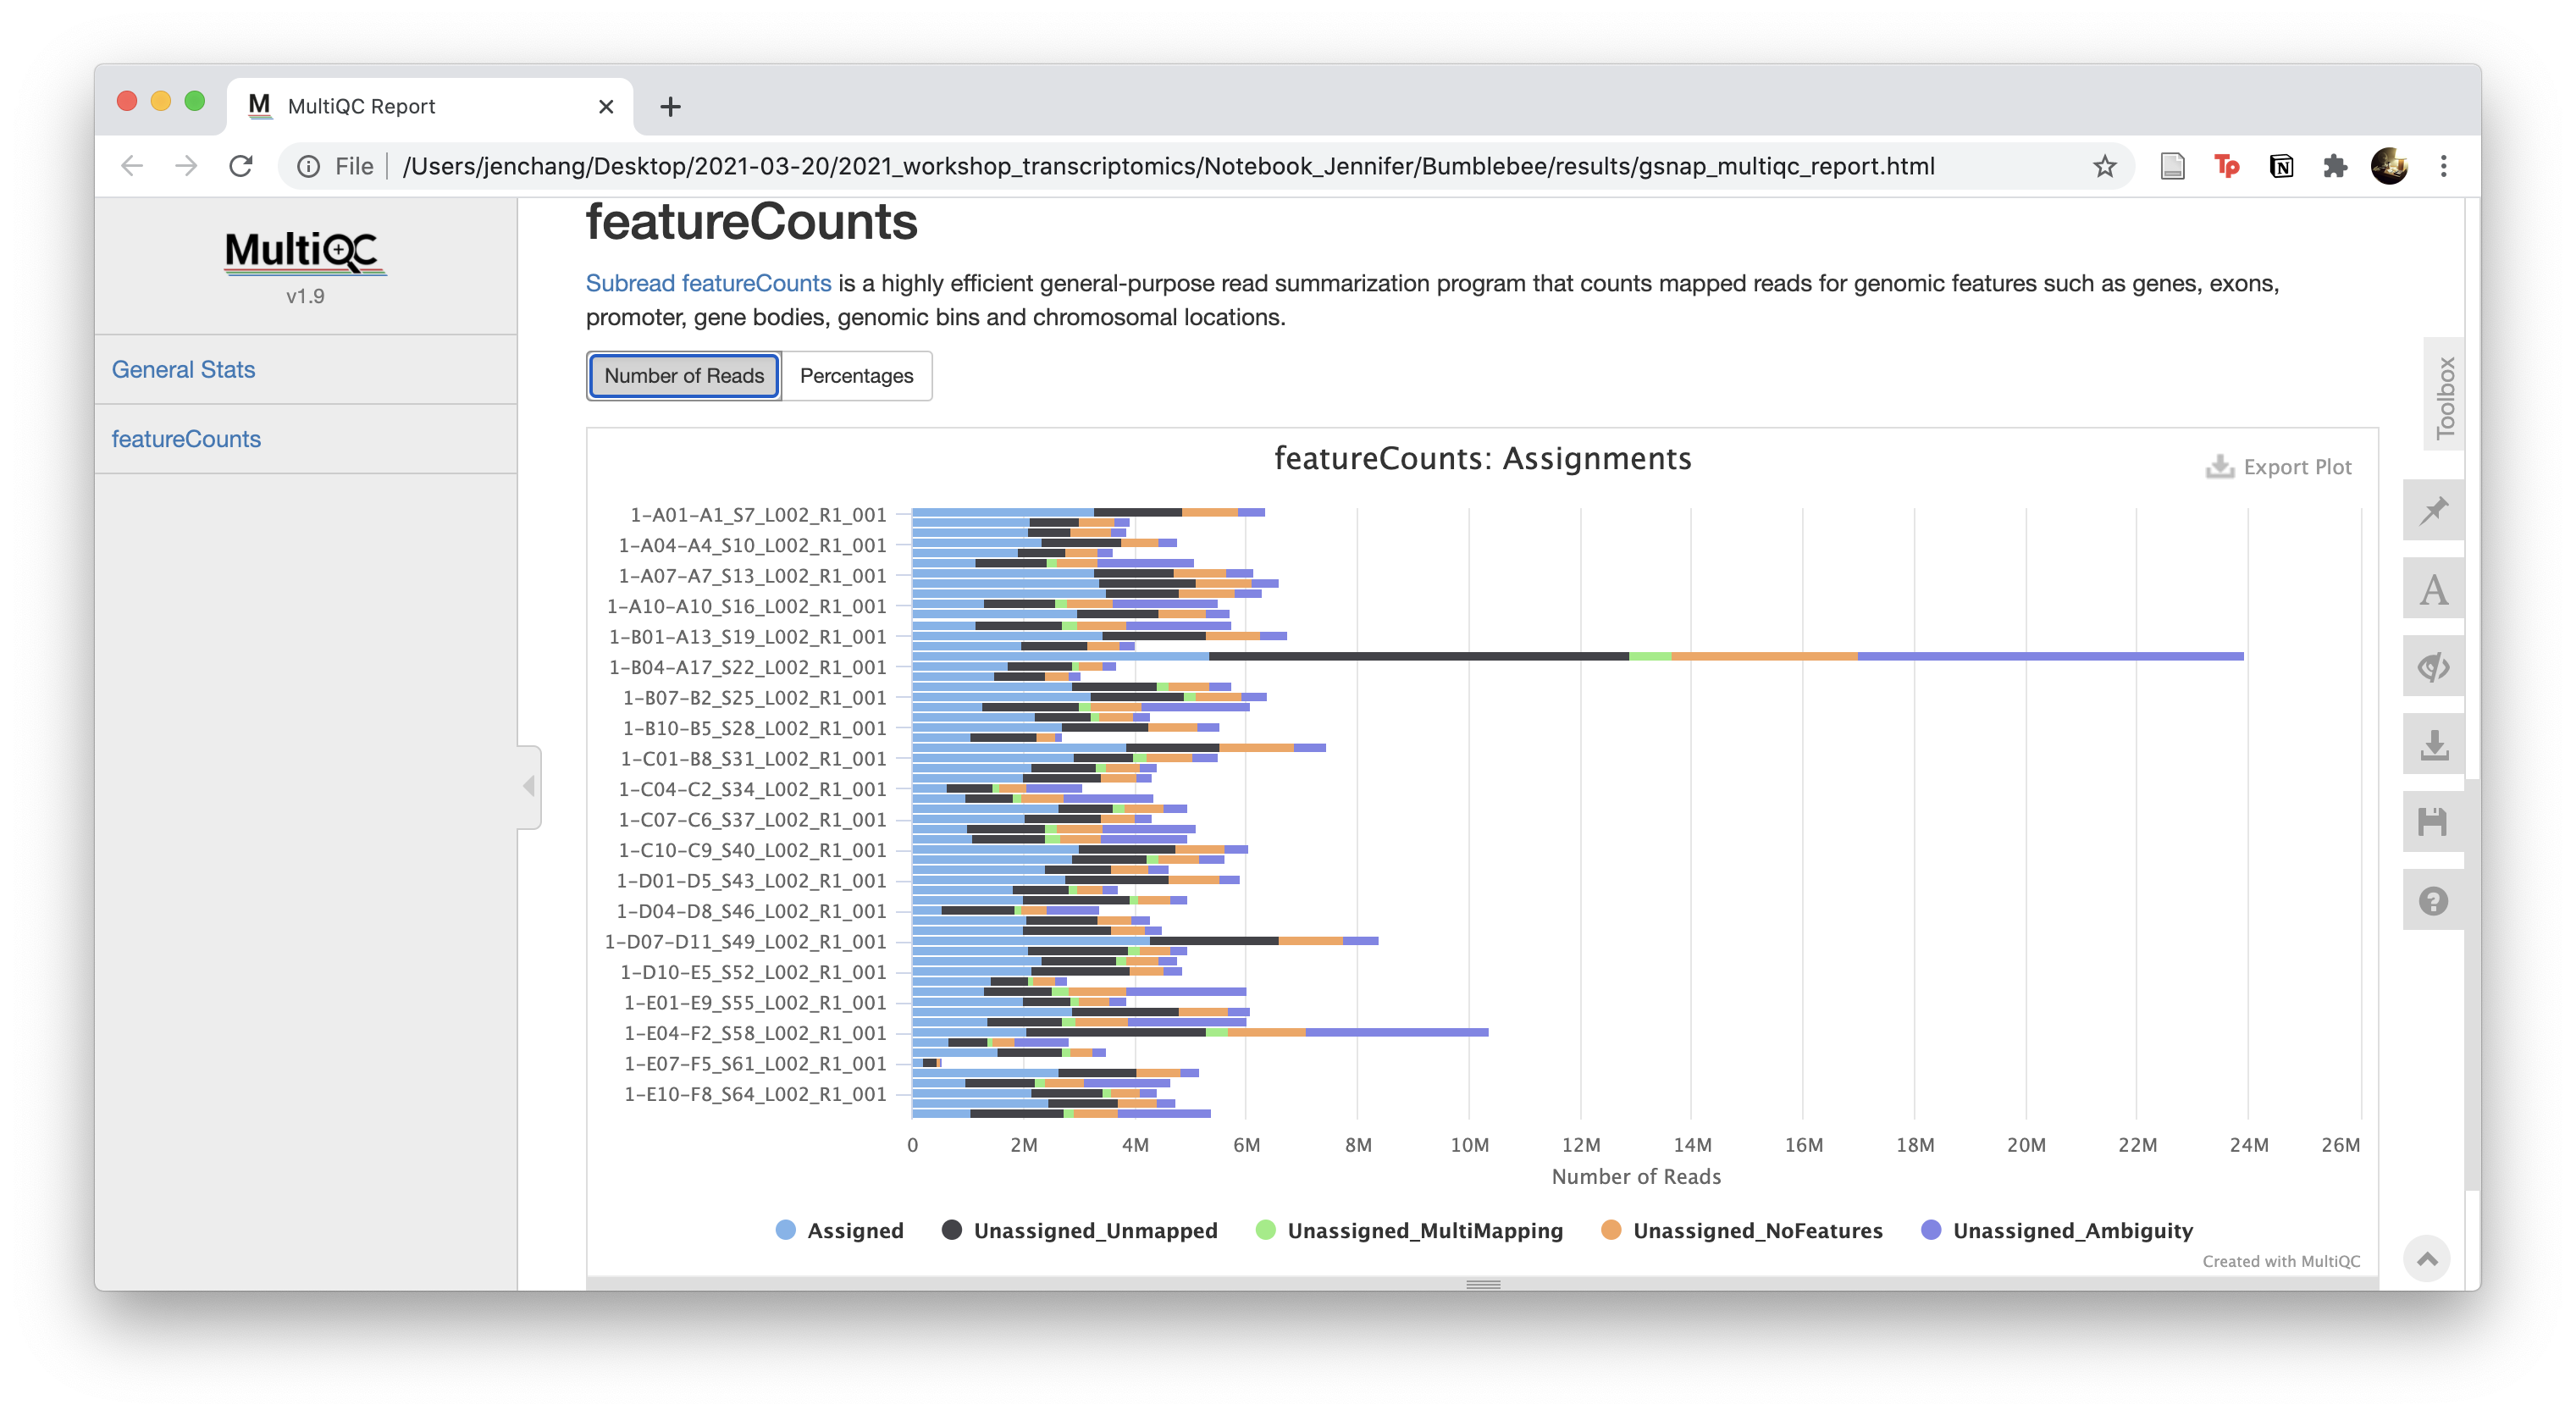 M MultiQC Report
File /Users/jenchang/Desktop/2021-03-20/2021_workshop_transcriptomics/Notebook_Jennifer/Bumblebee/results/gsnap_multiqc_report.html
Tp
N
MultiQC
v1.9
General Stats
featureCounts
featureCounts
Subread featureCounts is a highly efficient general-purpose read summarization program that counts mapped reads for genomic features such as genes, exons,
promoter, gene bodies, genomic bins and chromosomal locations.
Number of Reads Percentages
Toolbox
A
featureCounts: Assignments
Export Plot
1-A01-A1_S7_L002_R1_001
1-A04-A4_S10_L002_R1_001
1-A07-A7_S13_L002_R1_001
1-A10-A10_S16_L002_R1_001
1-B01-A13_S19_L002_R1_001
1-B04-A17_S22_L002_R1_001
1-B07-B2_S25_L002_R1_001
1-B10-B5_S28_L002_R1_001
1-C01-B8_S31_L002_R1_001
1-C04-C2_S34_L002_R1_001
1-C07-C6_S37_L002_R1_001
1-C10-C9_S40_L002_R1_001
1-D01-D5_S43_L002_R1_001
1-D04-D8_S46_L002_R1_001
1-D07-D11_S49_L002_R1_001
1-D10-E5_S52_L002_R1_001
1-E01-E9_S55_L002_R1_001
1-E04-F2_S58_L002_R1_001
1-E07-F5_S61_L002_R1_001
1-E10-F8_S64_L002_R1_001
0 2M 4M 6M 8M 10M 12M 14M 16M 18M 20M 22M 24M 26M
Number of Reads
Assigned Unassigned_Unmapped Unassigned_MultiMapping Unassigned_NoFeatures Unassigned_Ambiguity
Created with MultiQC